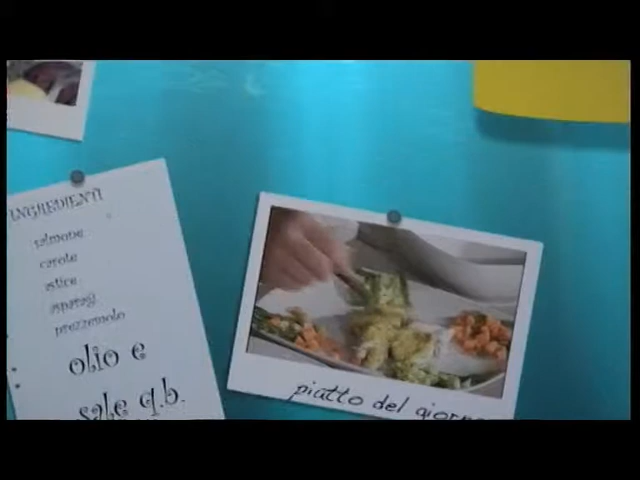 INGREDIENTI
salmone
carote
astice
asparagi
prezzemolo
olio e
sale q.b.
piatto del giorno